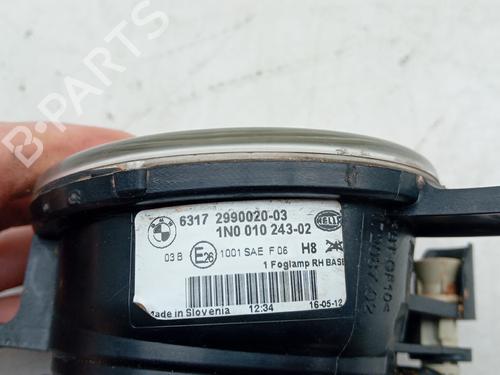 B-PARTS
BMW
6317 2990020-03
1N0 010 243-02
HELLA
03 B E26 1001 SAE F 06 H8
1 Foglamp RH BASE
Made in Slovenia 12:34 16-05-12